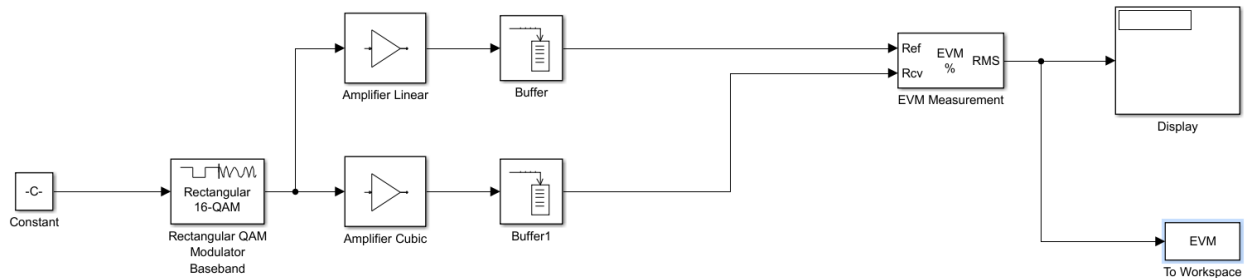 Amplifier Linear
Buffer
Ref
Rcv
EVM
%
RMS
EVM Measurement
Display
-C-
Constant
Rectangular
16-QAM
Rectangular QAM
Modulator
Baseband
Amplifier Cubic
Buffer1
EVM
To Workspace